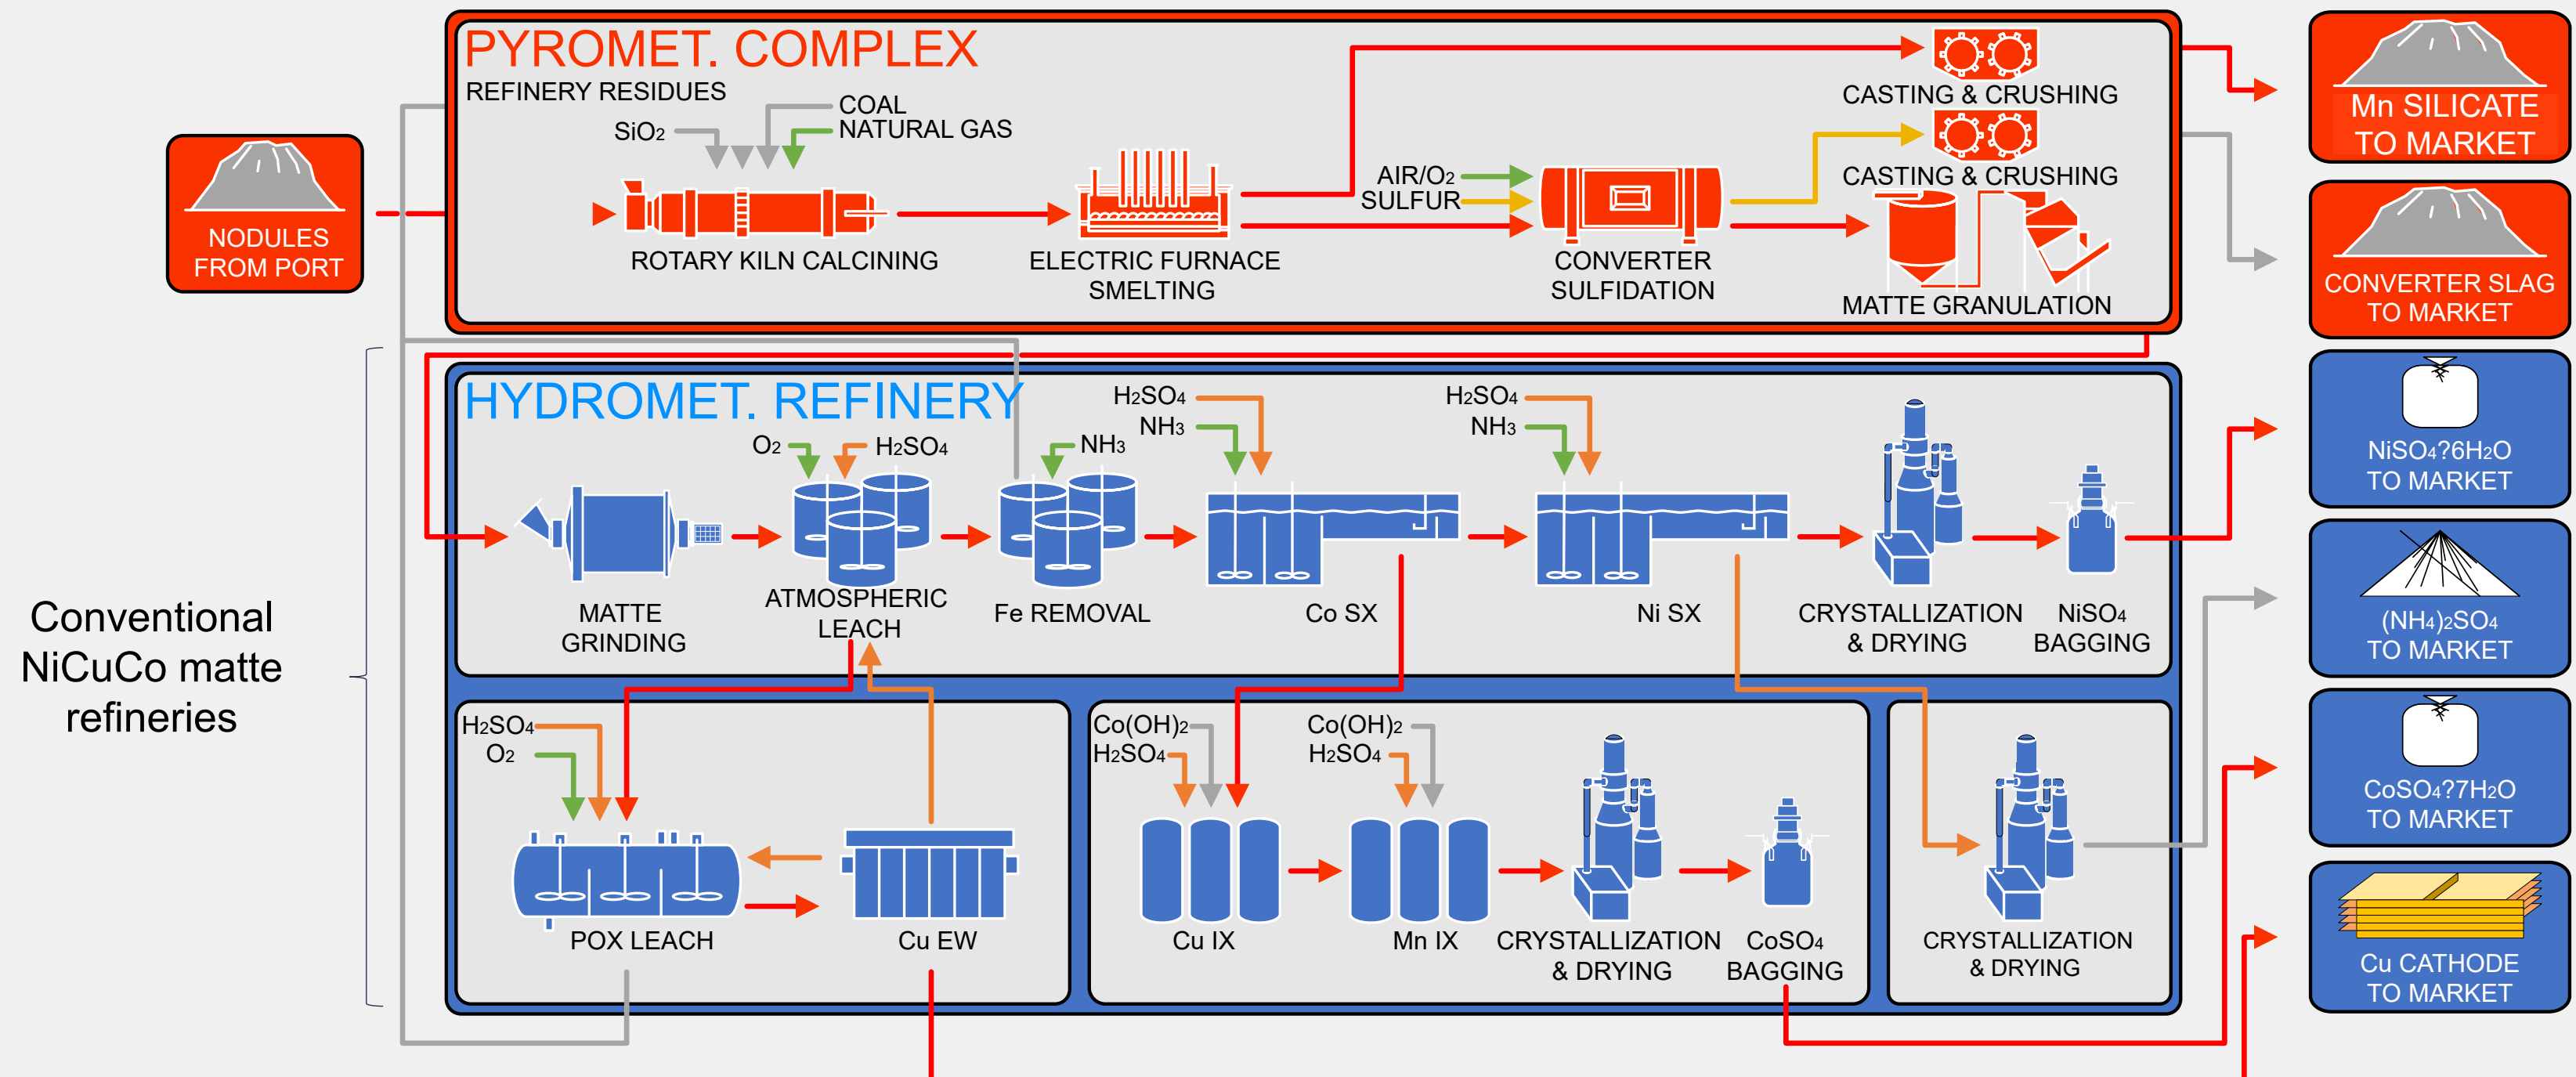 PYROMET. COMPLEX
REFINERY RESIDUES
SiO2
COAL
NATURAL GAS
ROTARY KILN CALCINING
ELECTRIC FURNACE
SMELTING
AIR/O2
SULFUR
CONVERTER
SULFIDATION
CASTING & CRUSHING
CASTING & CRUSHING
MATTE GRANULATION
NODULES
FROM PORT
Mn SILICATE
TO MARKET
CONVERTER SLAG
TO MARKET
Conventional
NiCuCo matte
refineries
HYDROMET. REFINERY
O2
H2SO4
NH3
H2SO4
NH3
H2SO4
NH3
MATTE
GRINDING
ATMOSPHERIC
LEACH
Fe REMOVAL
Co SX
Ni SX
CRYSTALLIZATION
& DRYING
NiSO4
BAGGING
NiSO4?6H2O
TO MARKET
(NH4)2SO4
TO MARKET
H2SO4
O2
POX LEACH
Cu EW
Co(OH)2
H2SO4
Co(OH)2
H2SO4
Cu IX
Mn IX
CRYSTALLIZATION
& DRYING
CoSO4
BAGGING
CRYSTALLIZATION
& DRYING
CoSO4?7H2O
TO MARKET
Cu CATHODE
TO MARKET